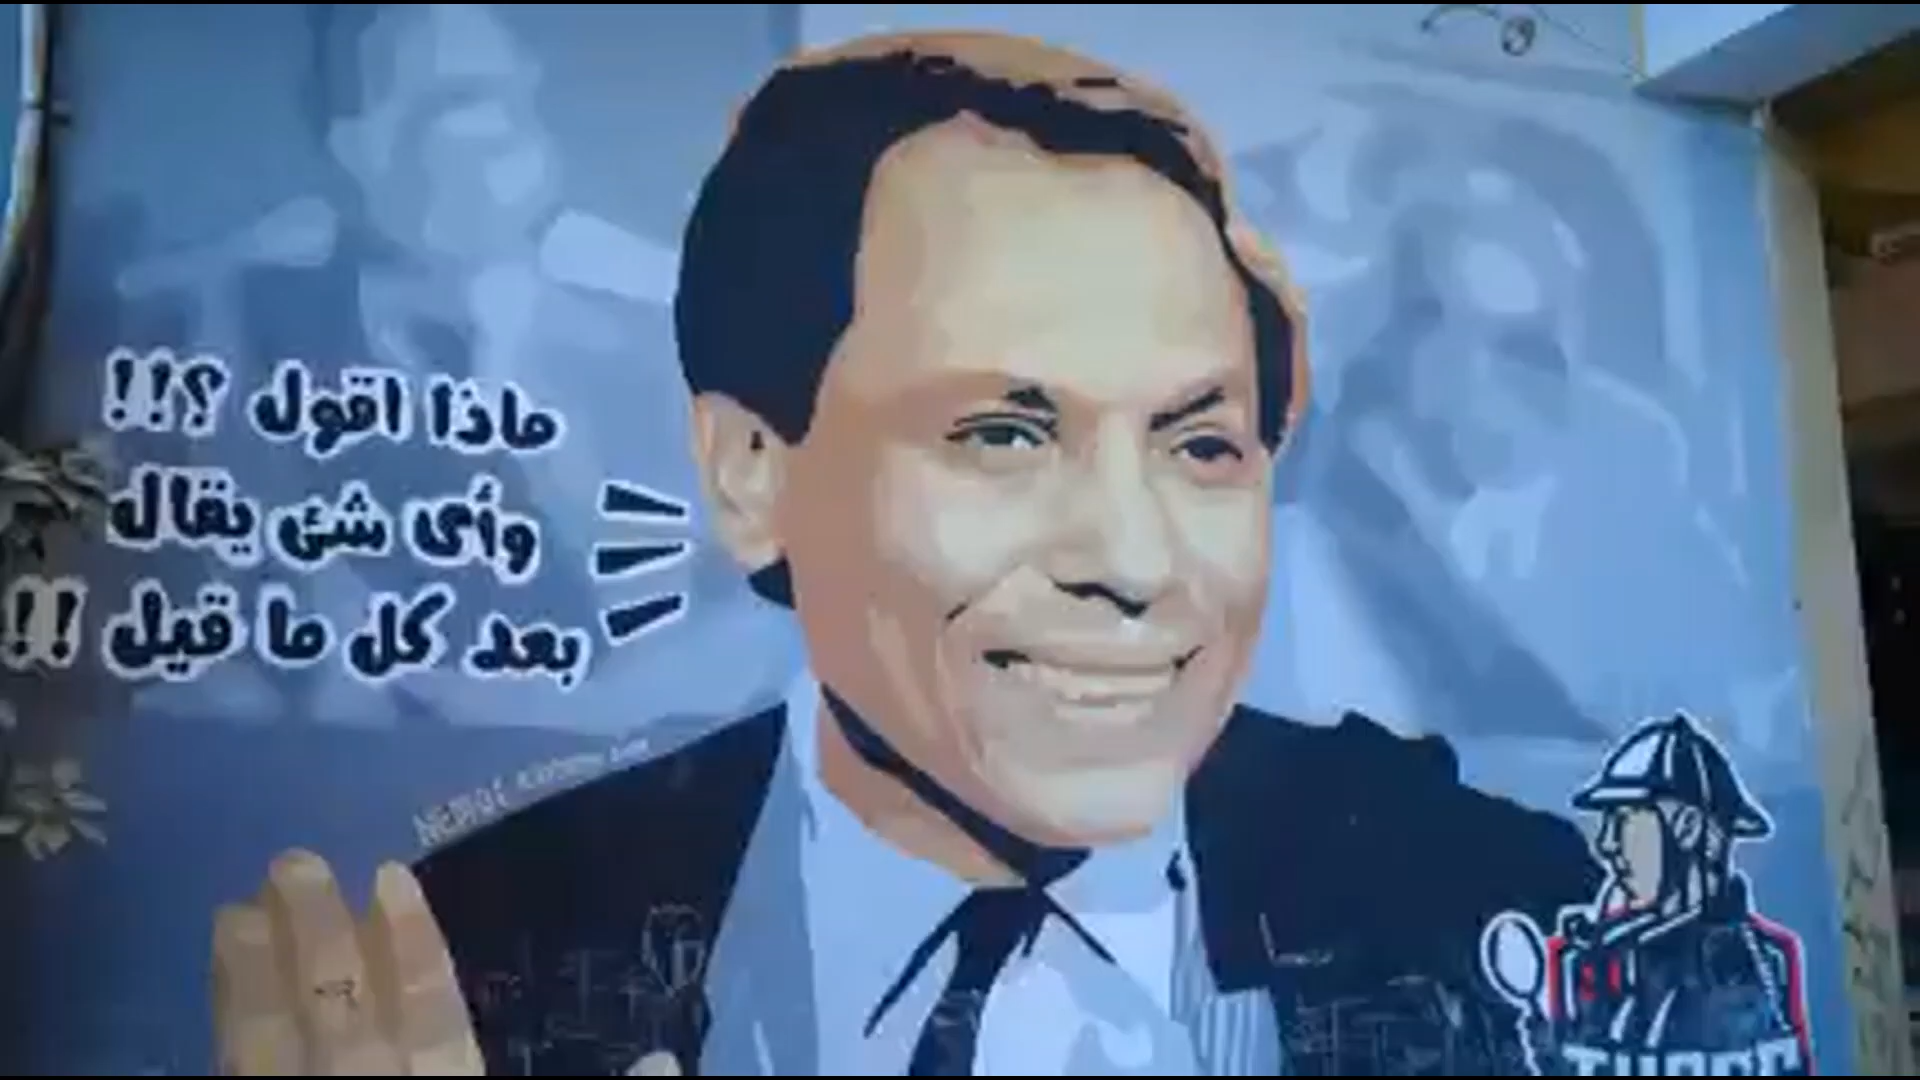 ماذا اقول ؟!!
وأى شئ يقال
بعد كل ما قيل !!